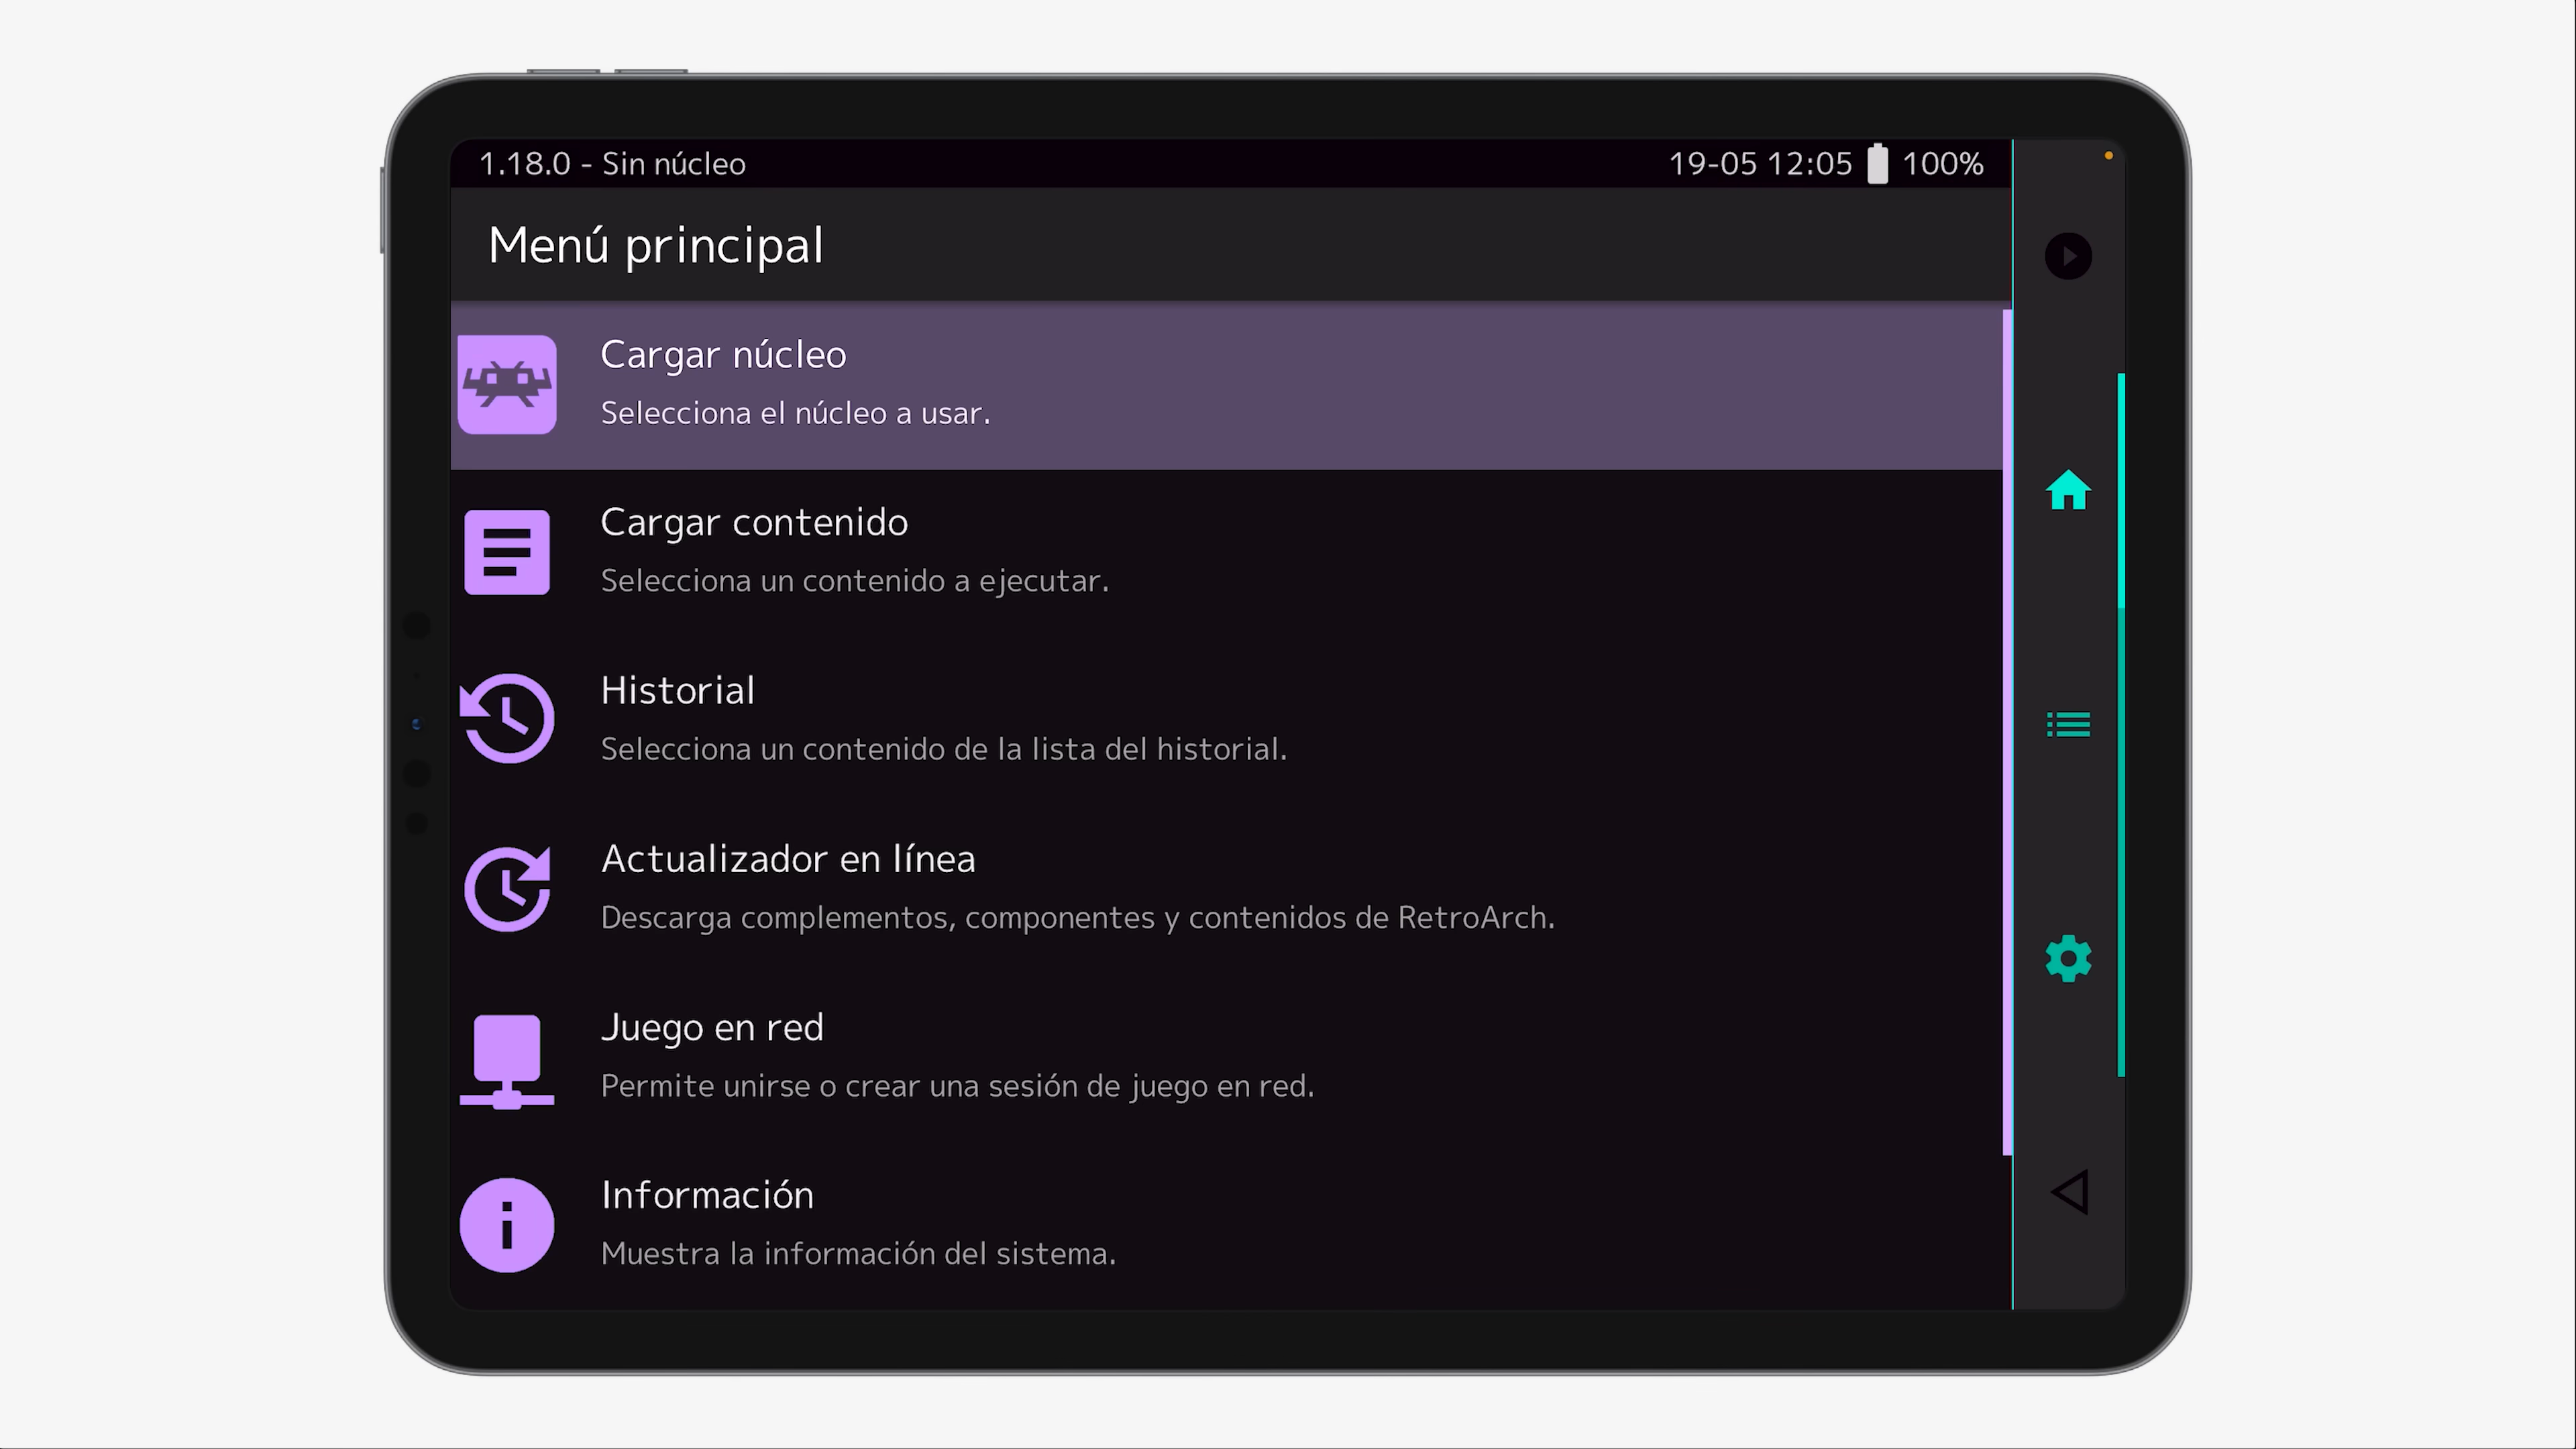 1.18.0 - Sin núcleo
19-05 12:05 100%
Menú principal
Cargar núcleo
Selecciona el núcleo a usar.
Cargar contenido
Selecciona un contenido a ejecutar.
Historial
Selecciona un contenido de la lista del historial.
Actualizador en línea
Descarga complementos, componentes y contenidos de RetroArch.
Juego en red
Permite unirse o crear una sesión de juego en red.
Información
Muestra la información del sistema.